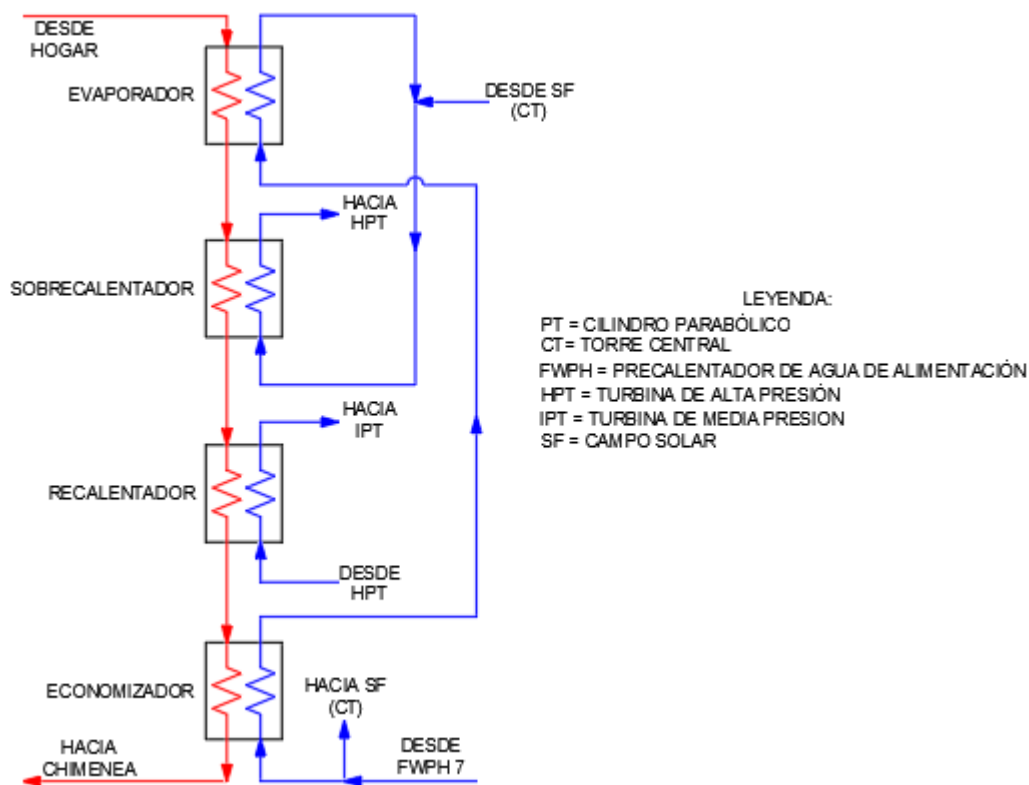 DESDE
HOGAR
EVAPORADOR
DESDE SF
(CT)
HACIA
HPT
SOBRECALENTADOR
LEYENDA:
PT = CILINDRO PARABÓLICO
CT= TORRE CENTRAL
FWPH = PRECALENTADOR DE AGUA DE ALIMENTACIÓN
HPT = TURBINA DE ALTA PRESIÓN
IPT = TURBINA DE MEDIA PRESION
SF = CAMPO SOLAR
HACIA
IPT
RECALENTADOR
DESDE
HPT
ECONOMIZADOR
HACIA SF
(CT)
HACIA
CHIMENEA
DESDE
FWPH 7